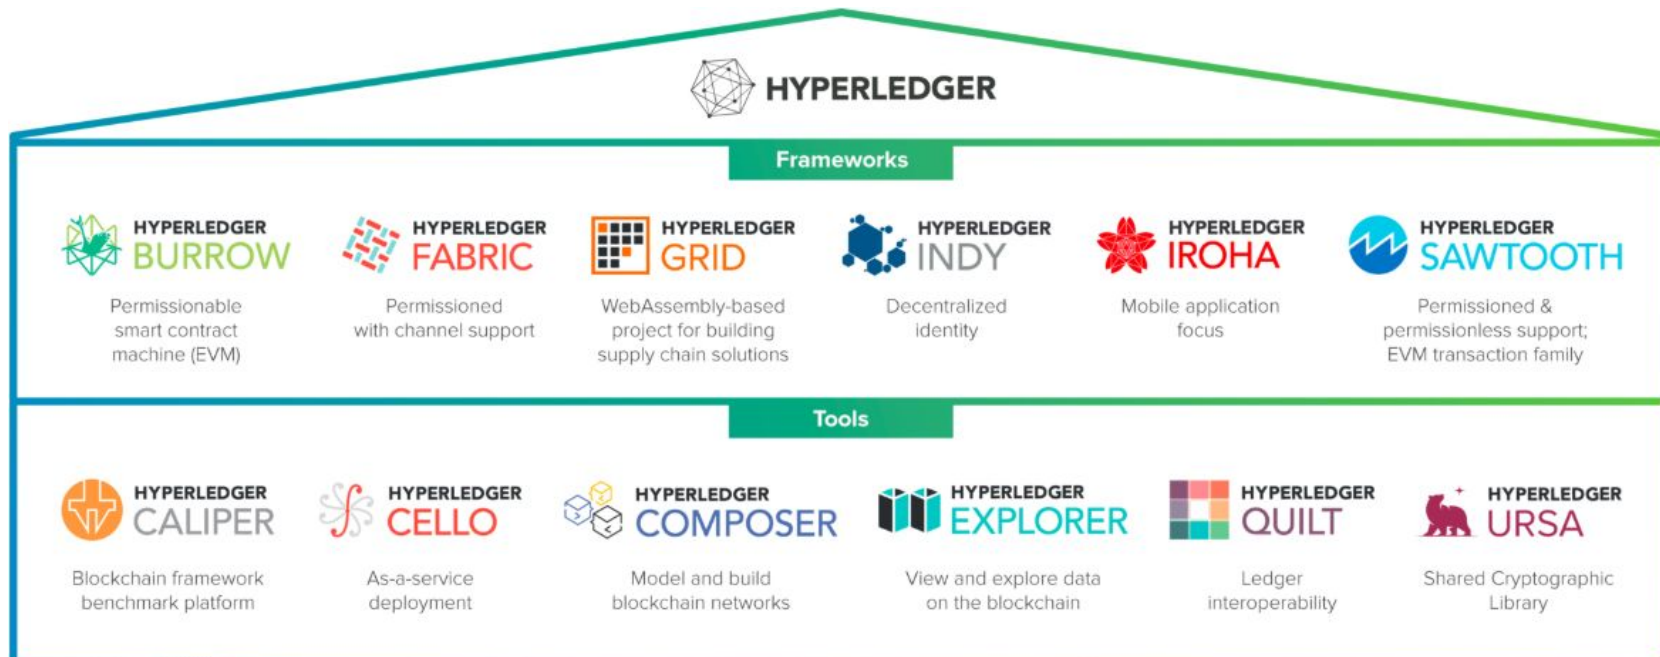 HYPERLEDGER
Frameworks
HYPERLEDGER
BURROW
Permissionable
smart contract
machine (EVM)
HYPERLEDGER
FABRIC
Permissioned
with channel support
HYPERLEDGER
GRID
WebAssembly-based
project for building
supply chain solutions
HYPERLEDGER
INDY
Decentralized
identity
HYPERLEDGER
IROHA
Mobile application
focus
HYPERLEDGER
SAWTOOTH
Permissioned &
permissionless support;
EVM transaction family
Tools
HYPERLEDGER
CALIPER
Blockchain framework
benchmark platform
HYPERLEDGER
CELLO
As-a-service
deployment
HYPERLEDGER
COMPOSER
Model and build
blockchain networks
HYPERLEDGER
EXPLORER
View and explore data
on the blockchain
HYPERLEDGER
QUILT
Ledger
interoperability
HYPERLEDGER
URSA
Shared Cryptographic
Library